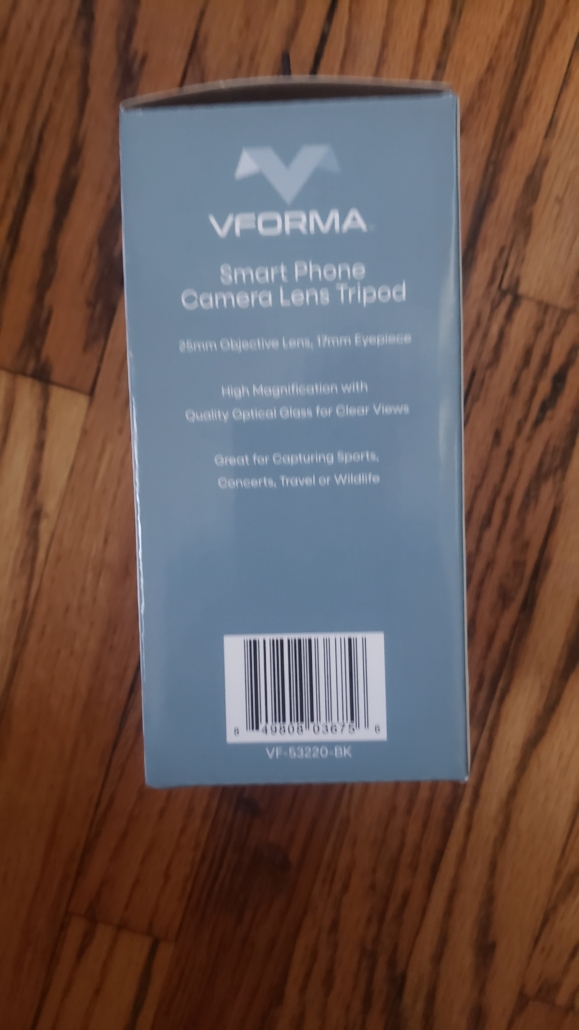 VFORMA
Smart Phone
Camera Lens Tripod
25mm Objective Lens, 17mm Eyepiece
High Magnification with
Quality Optical Glass for Clear Views
Great for Capturing Sports,
Concerts, Travel or Wildlife
8 49808 03675 6
VF-53220-BK